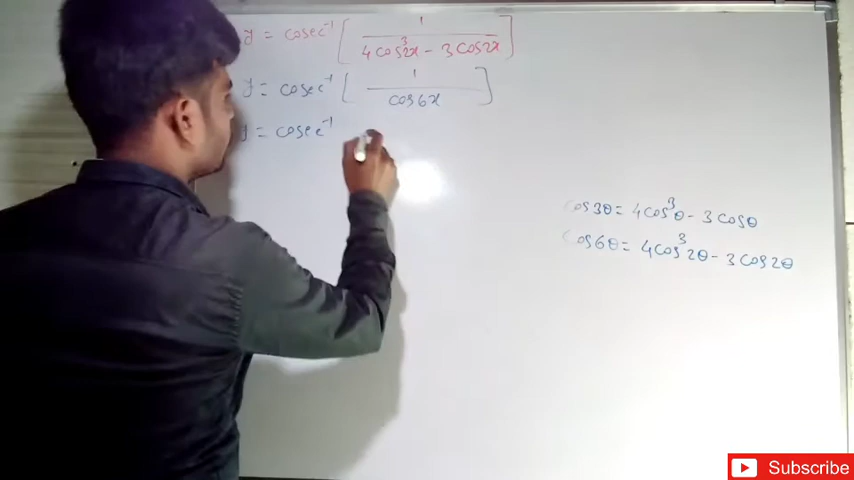 y = cosec⁻¹ [ 1 / 4cos³2x - 3cos2x ]
y = cosec⁻¹ [ 1 / cos6x ]
y = cosec⁻¹
cos3θ = 4cos³θ - 3cosθ
cos6θ = 4cos³2θ - 3cos2θ
Subscribe